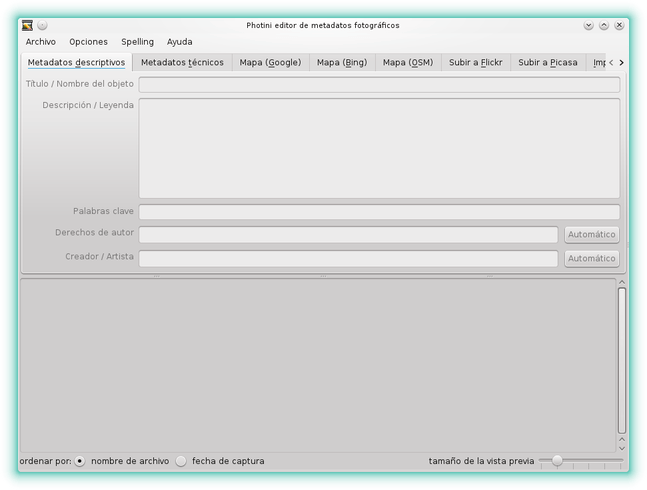 Photini editor de metadatos fotográficos
Archivo Opciones Spelling Ayuda
Metadatos descriptivos Metadatos técnicos Mapa (Google) Mapa (Bing) Mapa (OSM) Subir a Flickr Subir a Picasa Imp
Título / Nombre del objeto
Descripción / Leyenda
Palabras clave
Derechos de autor Automático
Creador / Artista Automático
ordenar por: nombre de archivo fecha de captura tamaño de la vista previa